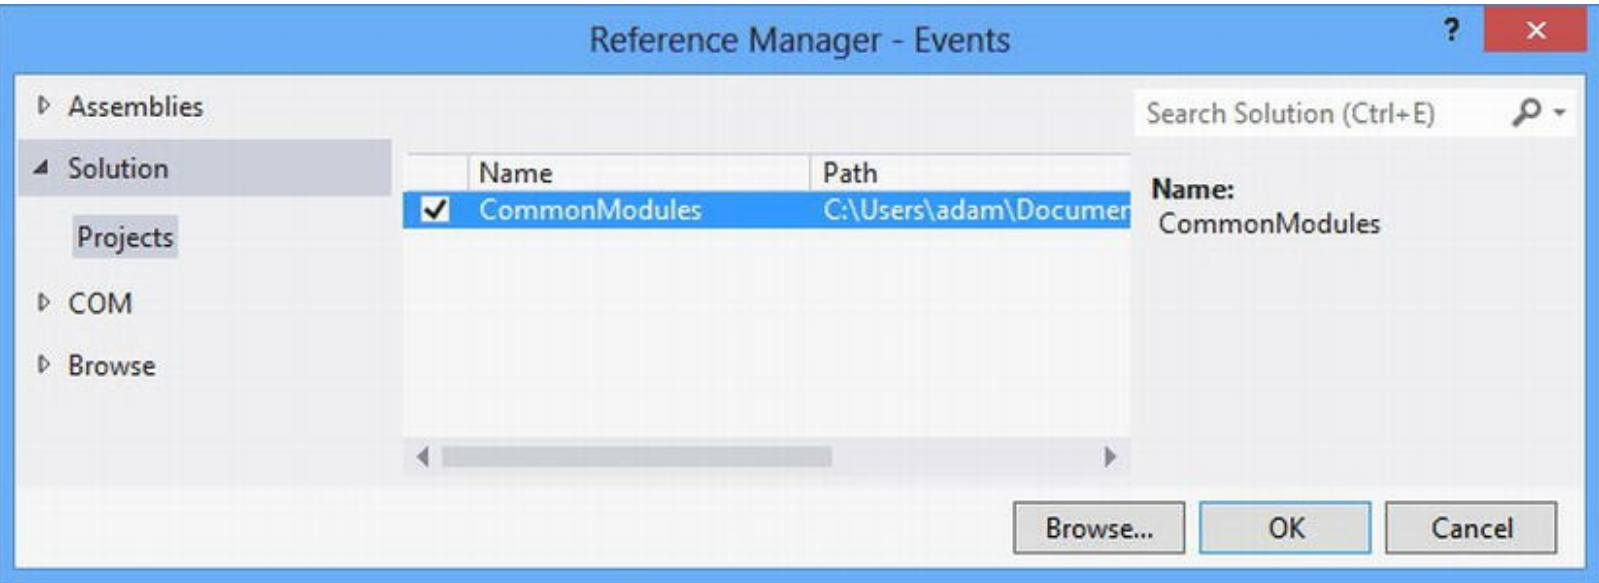 Reference Manager - Events
?
Assemblies
Solution
Projects
COM
Browse
Name Path
CommonModules C:\Users\adam\Documer
Search Solution (Ctrl+E)
Name:
CommonModules
Browse... OK Cancel